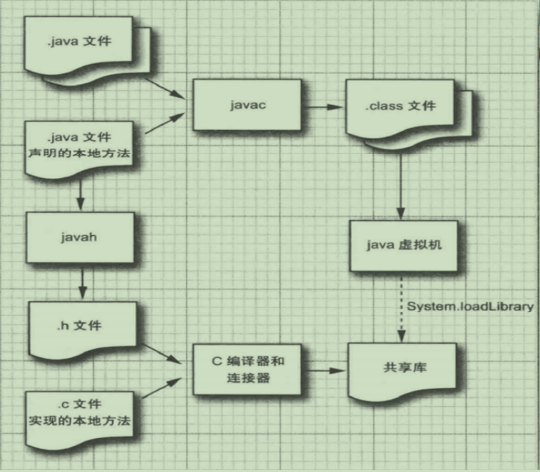 .java 文件
javac
.class 文件
.java 文件
声明的本地方法
javah
java 虚拟机
System.loadLibrary
.h 文件
C 编译器和
连接器
共享库
.c 文件
实现的本地方法